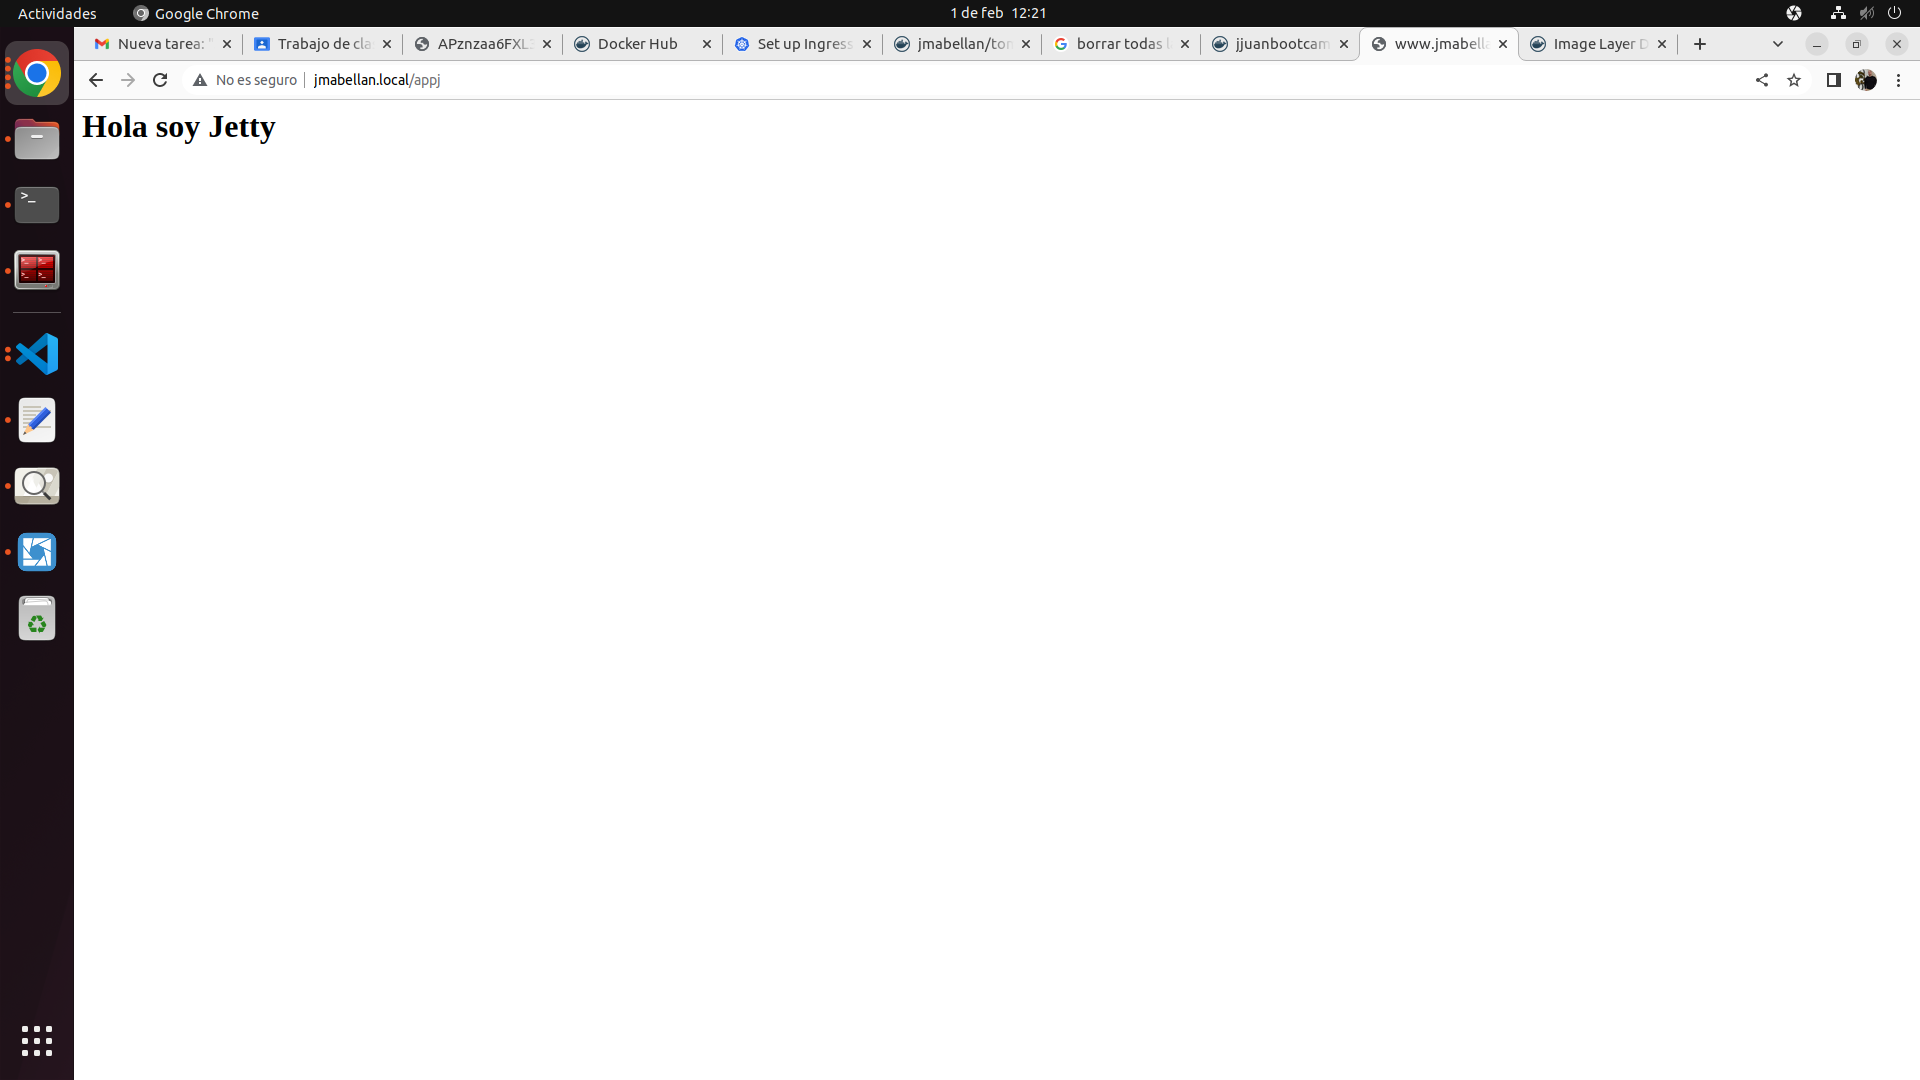 Actividades
Google Chrome
1 de feb 12:21
Nueva tarea: "
Trabajo de cla
APznzaa6FXL
Docker Hub
Set up Ingress
jmabellan/to
borrar todas l
jjuanbootcam
www.jmabella
Image Layer D
No es seguro
jmabellan.local/appj
Hola soy Jetty